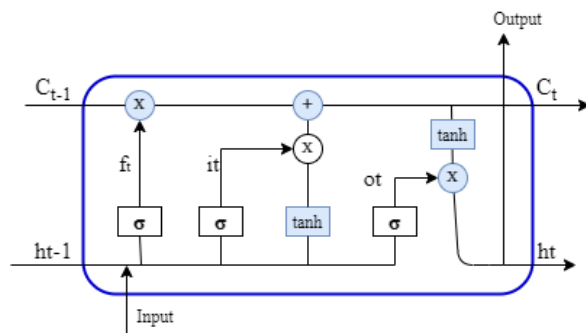 Output
Ct-1
x
+
Ct
tanh
x
ft
it
ot
x
σ
σ
tanh
σ
ht-1
ht
Input